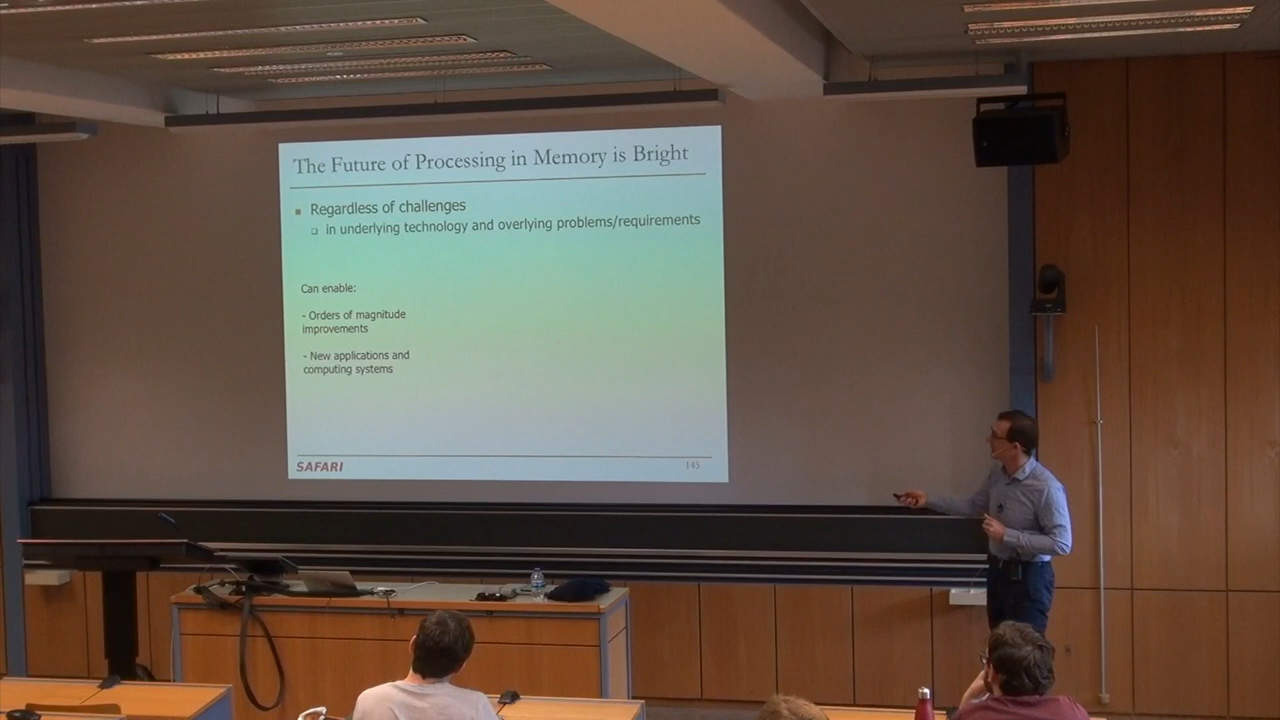 The Future of Processing in Memory is Bright
Regardless of challenges
in underlying technology and overlying problems/requirements
Can enable:
- Orders of magnitude
improvements
- New applications and
computing systems
SAFARI
145